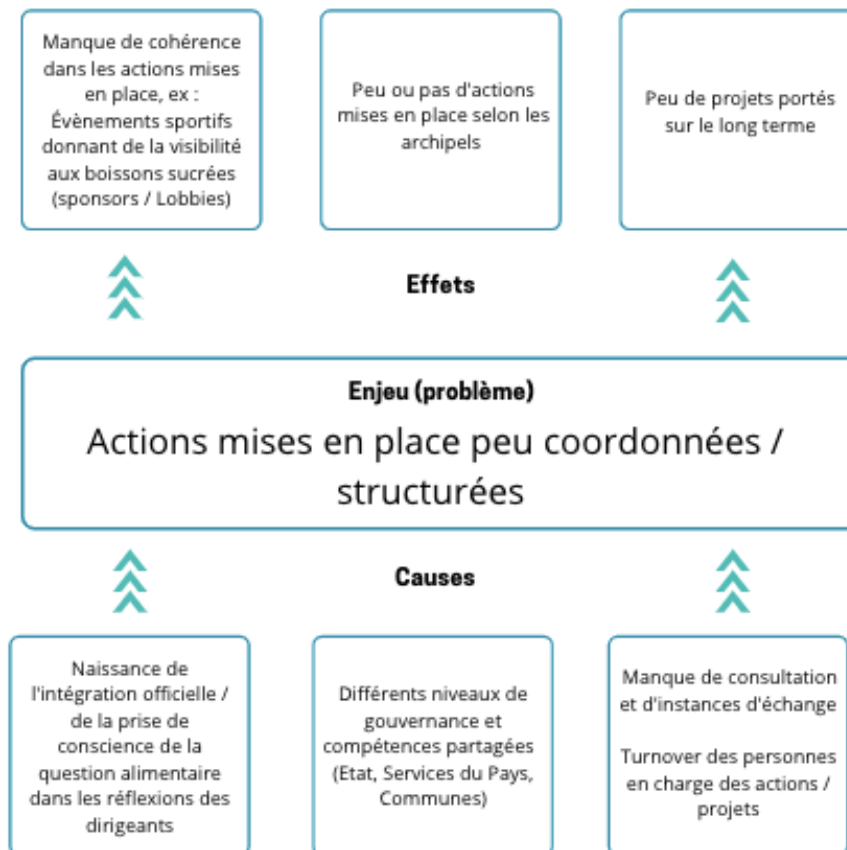 Manque de cohérence
dans les actions mises
en place, ex :
Évènements sportifs
donnant de la visibilité
aux boissons sucrées
(sponsors / Lobbies)
Peu ou pas d'actions
mises en place selon les
archipels
Peu de projets portés
sur le long terme
Effets
Enjeu (problème)
Actions mises en place peu coordonnées /
structurées
Causes
Naissance de
l'intégration officielle /
de la prise de
conscience de la
question alimentaire
dans les réflexions des
dirigeants
Différents niveaux de
gouvernance et
compétences partagées
(Etat, Services du Pays,
Communes)
Manque de consultation
et d'instances d'échange
Turnover des personnes
en charge des actions /
projets